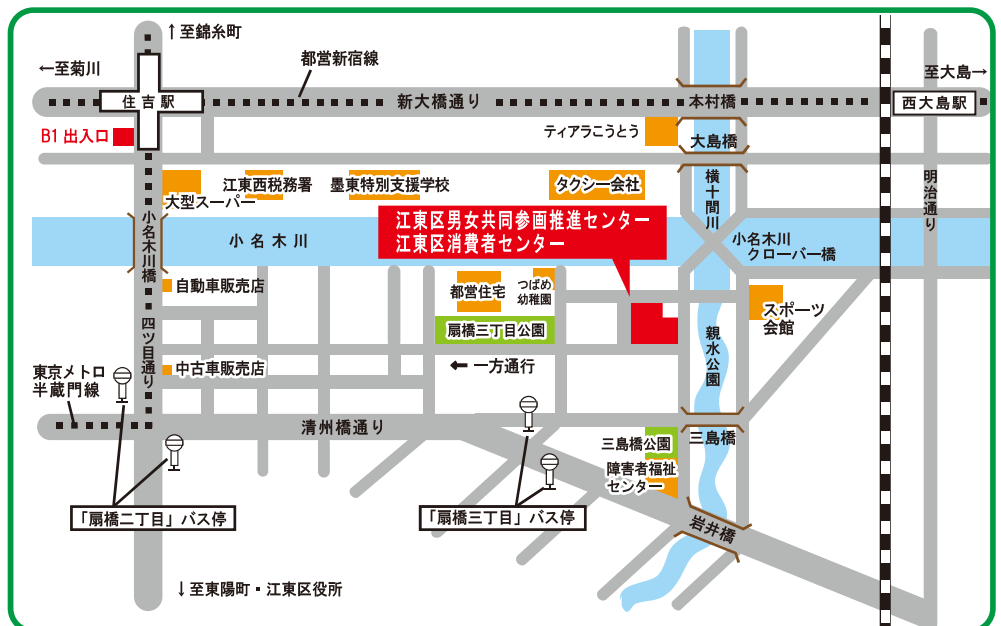 ↑至錦糸町
←至菊川
都営新宿線
至大島→
住吉駅
新大橋通り
本村橋
西大島駅
B1出入口
ティアラこうとう
大島橋
江東西税務署
墨東特別支援学校
タクシー会社
大型スーパー
横十間川
明治通り
江東区男女共同参画推進センター
江東区消費者センター
小名木川橋
小名木川
小名木川
クローバー橋
自動車販売店
都営住宅
つばめ
幼稚園
スポーツ
会館
四ツ目通り
扇橋三丁目公園
親水公園
中古車販売店
←一方通行
東京メトロ
半蔵門線
清州橋通り
三島橋公園
三島橋
障害者福祉
センター
「扇橋二丁目」バス停
「扇橋三丁目」バス停
岩井橋
↓至東陽町・江東区役所